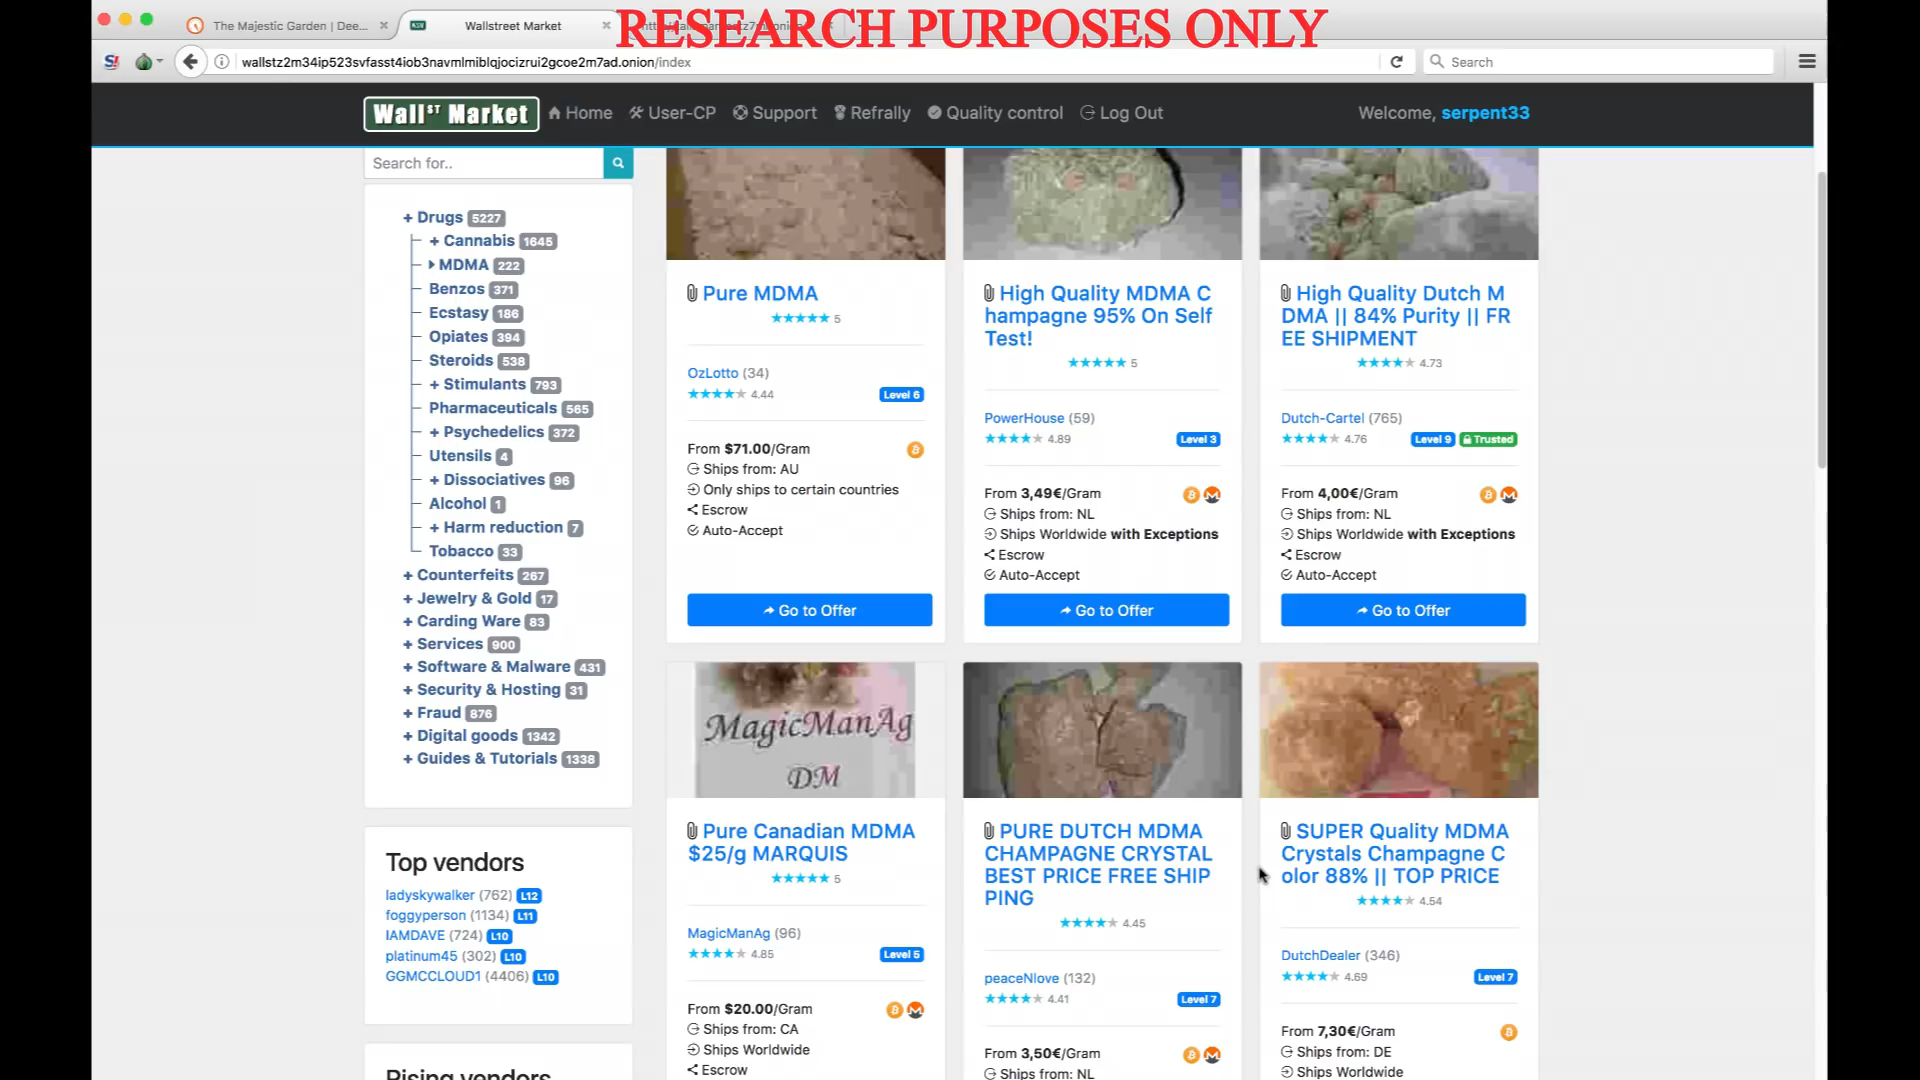 RESEARCH PURPOSES ONLY
The Majestic Garden | Dee...
Wallstreet Market
wallstz2m34ip523svfasst4iob3navmlmiblqjocizrui2gcoe2m7ad.onion/index
Search
Wall ST Market
Home
User-CP
Support
Refrally
Quality control
Log Out
Welcome, serpent33
Search for..
+ Drugs 5227
+ Cannabis 1645
MDMA 222
Benzos 371
Ecstasy 186
Opiates 394
Steroids 538
+ Stimulants 793
Pharmaceuticals 565
+ Psychedelics 372
Utensils 4
+ Dissociatives 96
Alcohol 1
+ Harm reduction 7
Tobacco 33
+ Counterfeits 267
+ Jewelry & Gold 17
+ Carding Ware 83
+ Services 900
+ Software & Malware 431
+ Security & Hosting 31
+ Fraud 876
+ Digital goods 1342
+ Guides & Tutorials 1338
Top vendors
ladyskywalker (762) L12
foggyperson (1134) L11
IAMDAVE (724) L10
platinum45 (302) L10
GGMCCLOUD1 (4406) L10
Rising vendors
Pure MDMA
5
OzLotto (34)
4.44 Level 6
From $71.00/Gram
Ships from: AU
Only ships to certain countries
Escrow
Auto-Accept
Go to Offer
High Quality MDMA C
hampagne 95% On Self
Test!
5
PowerHouse (59)
4.89 Level 3
From 3,49€/Gram
Ships from: NL
Ships Worldwide with Exceptions
Escrow
Auto-Accept
Go to Offer
High Quality Dutch M
DMA || 84% Purity || FR
EE SHIPMENT
4.73
Dutch-Cartel (765)
4.76 Level 9 Trusted
From 4,00€/Gram
Ships from: NL
Ships Worldwide with Exceptions
Escrow
Auto-Accept
Go to Offer
MagicManAg
DM
Pure Canadian MDMA
$25/g MARQUIS
5
MagicManAg (96)
4.85 Level 5
From $20.00/Gram
Ships from: CA
Ships Worldwide
Escrow
PURE DUTCH MDMA
CHAMPAGNE CRYSTAL
BEST PRICE FREE SHIP
PING
4.45
peaceNlove (132)
4.41 Level 7
From 3,50€/Gram
Ships from: NL
SUPER Quality MDMA
Crystals Champagne C
olor 88% || TOP PRICE
4.54
DutchDealer (346)
4.69 Level 7
From 7,30€/Gram
Ships from: DE
Ships Worldwide